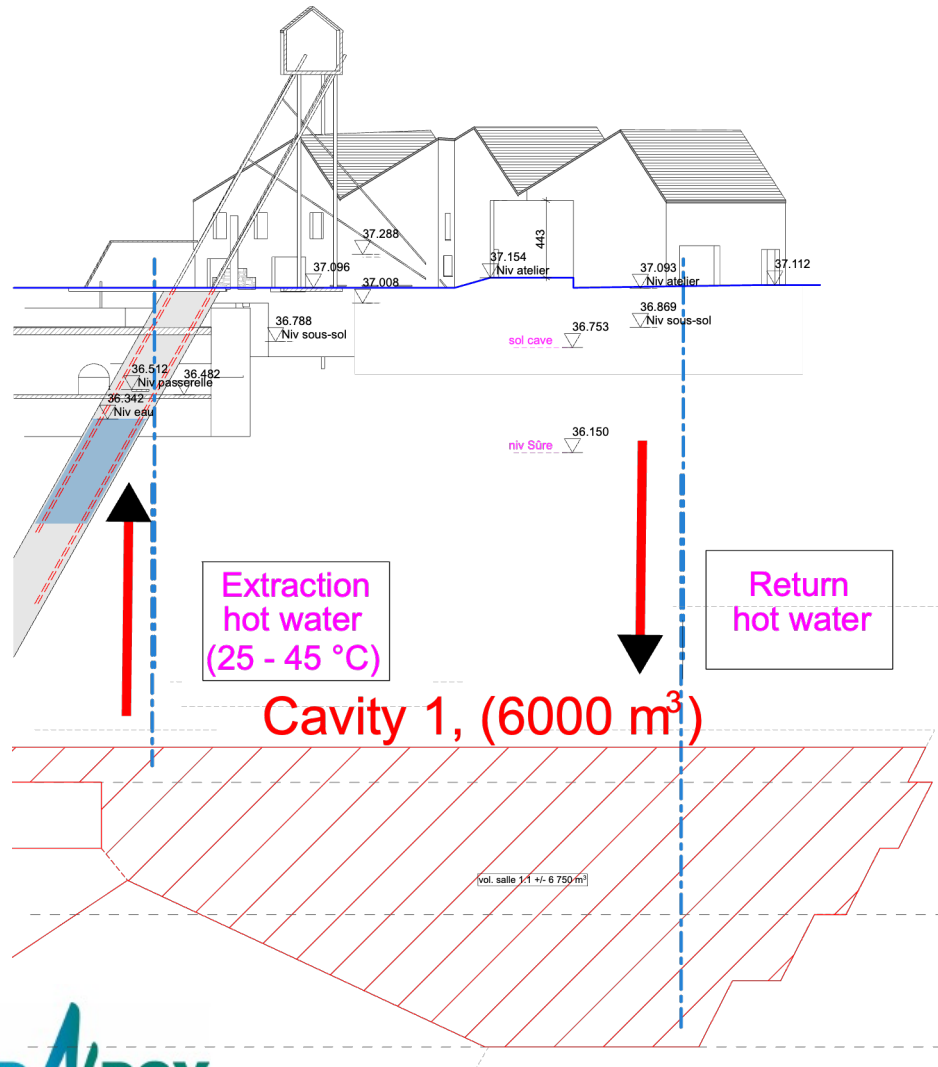 37.288
443
37.154
Niv atelier
37.096
37.093
Niv atelier
37.112
37.008
36.869
Niv sous-sol
36.788
Niv sous-sol
36.753
sol cave
36.512
Niv passerelle
36.482
36.342
Niv eau
36.150
niv Sûre
Extraction
hot water
(25 - 45 °C)
Return
hot water
Cavity 1, (6000 m³)
vol. salle 1.1 +/- 6 750 m³